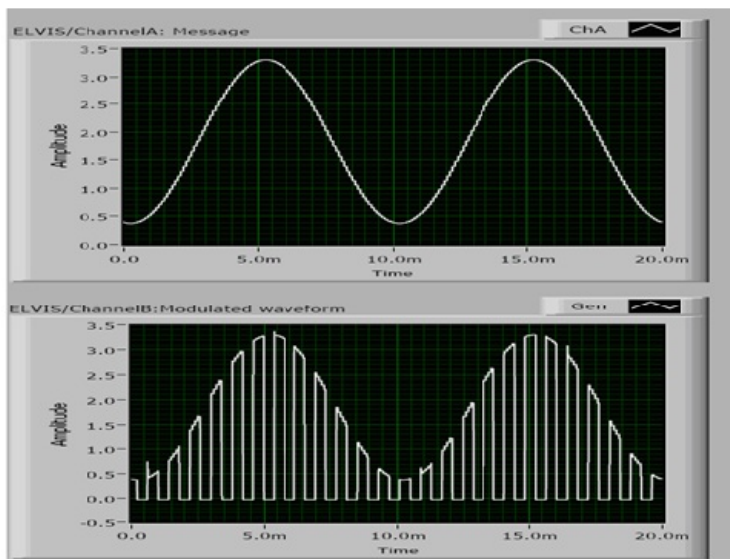 ELVIS/ChannelA: Message
ChA
Amplitude
3.5
3.0
2.5
2.0
1.5
1.0
0.5
0.0
0.0 5.0m 10.0m 15.0m 20.0m
Time
ELVIS/ChannelB:Modulated waveform
Gen
Amplitude
3.5
3.0
2.5
2.0
1.5
1.0
0.5
0.0
-0.5
0.0 5.0m 10.0m 15.0m 20.0m
Time